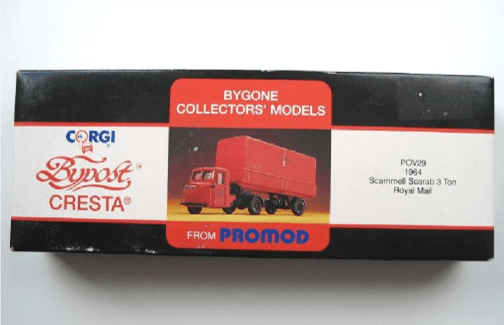 BYGONE
COLLECTORS' MODELS
CORGI
Bypost
CRESTA®
POV29
1964
Scammell Scarab 3 Ton
Royal Mail
FROM PROMOD